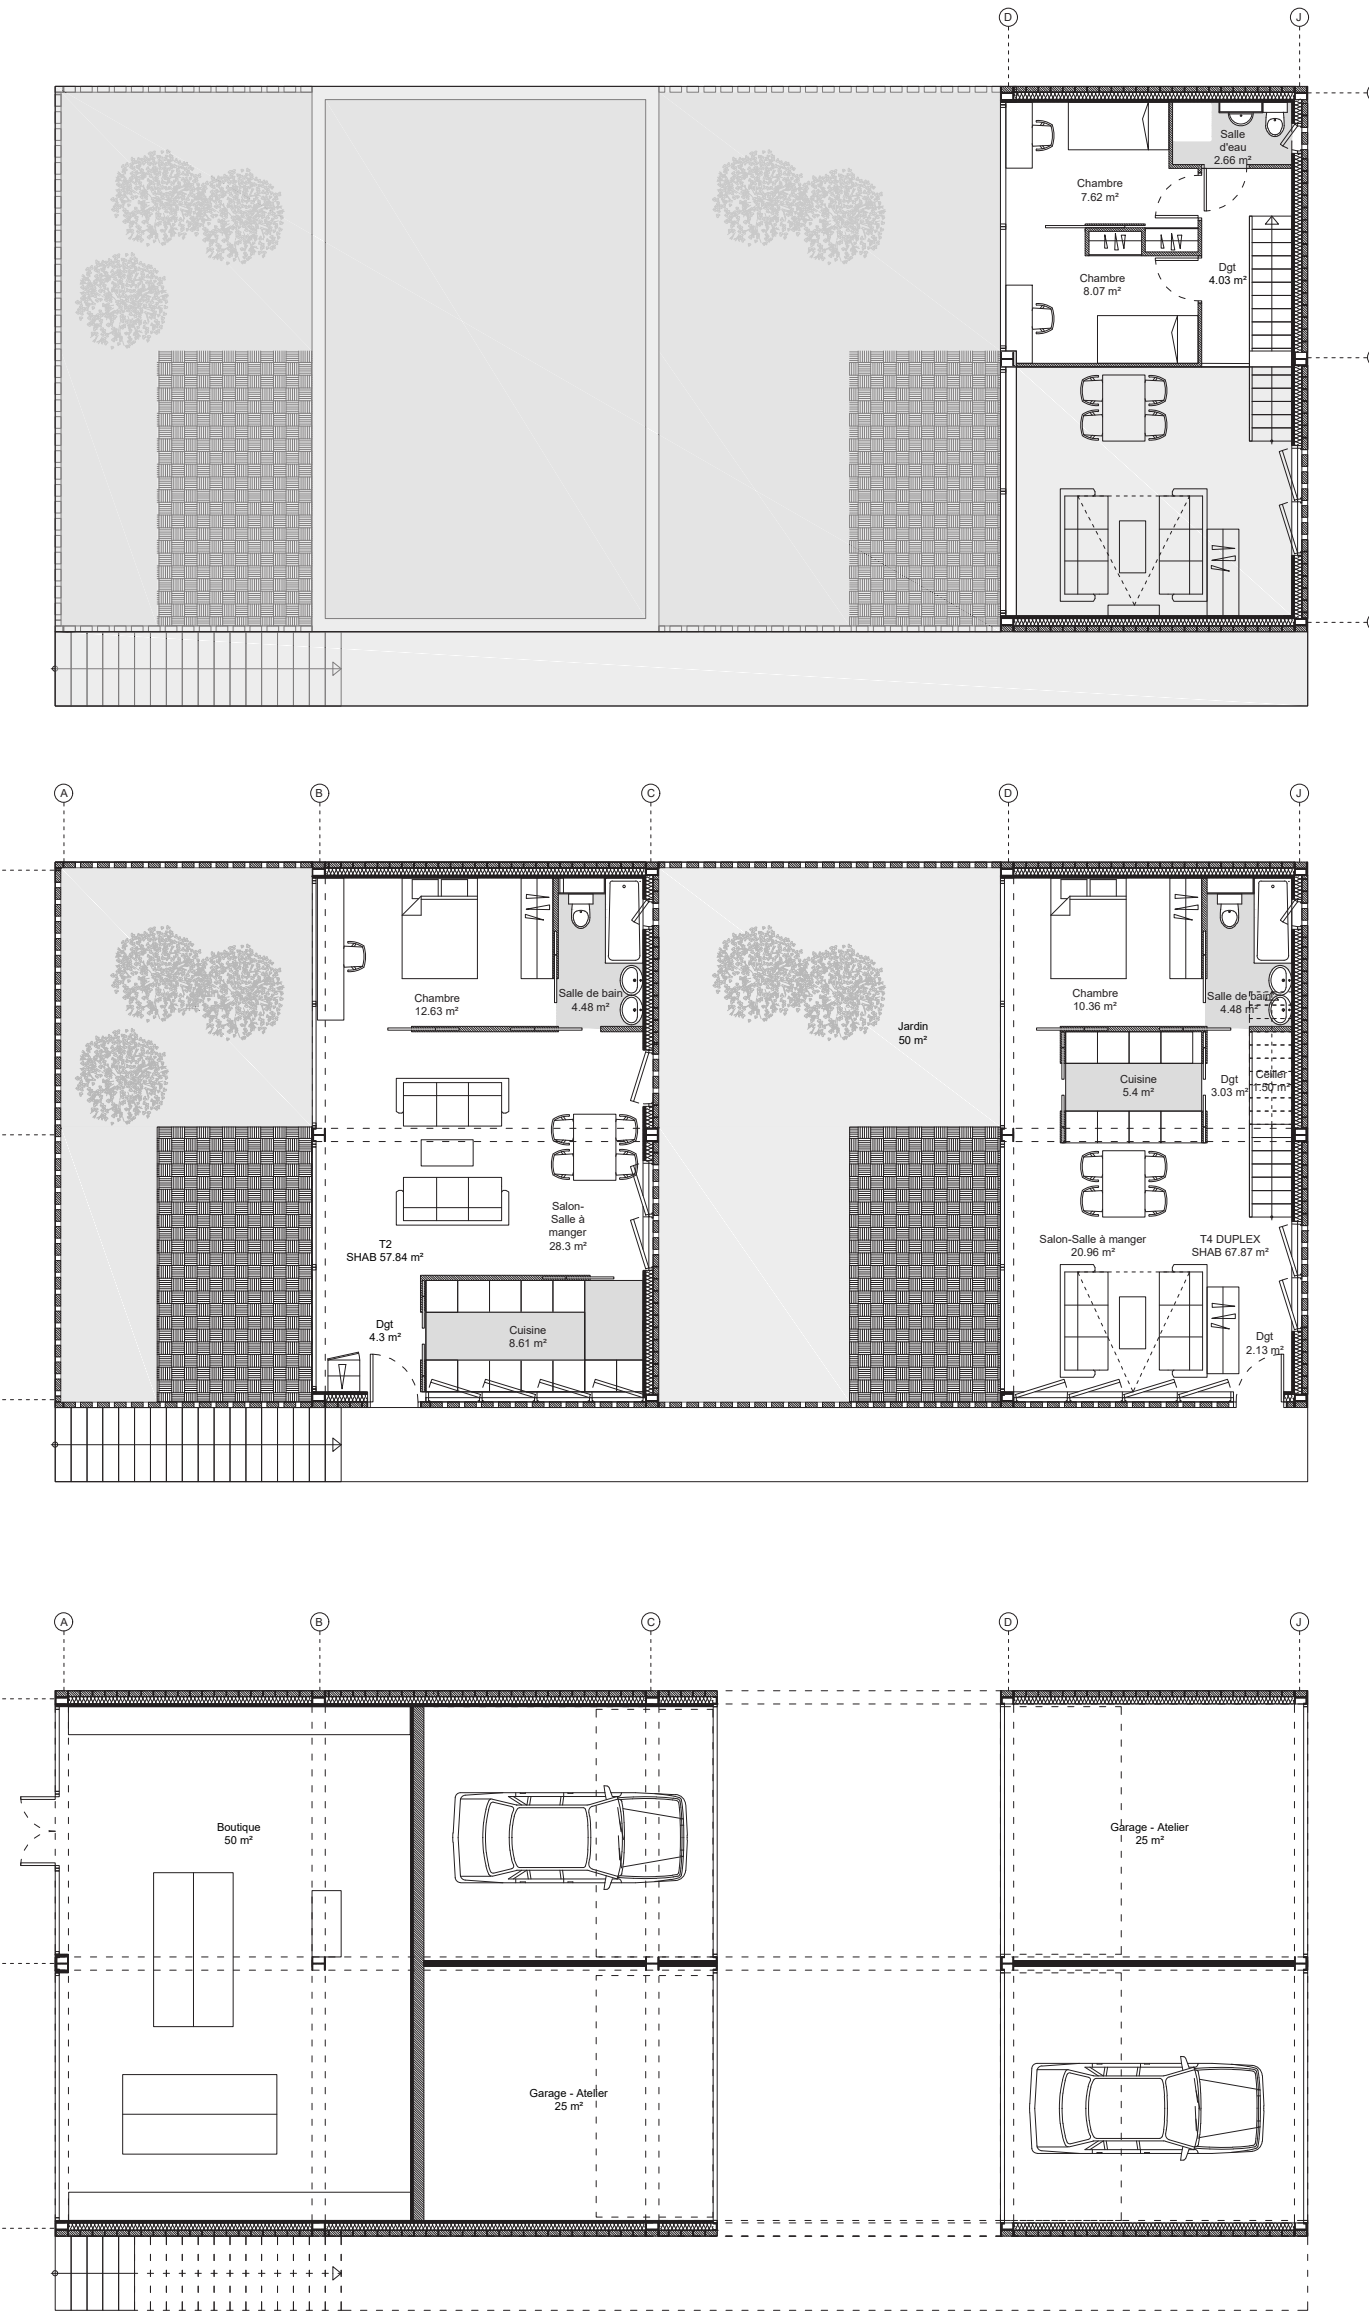 D
J
Salle
d'eau
2.66 m²
Chambre
7.62 m²
Dgt
4.03 m²
Chambre
8.07 m²
A
B
C
D
J
Chambre
12.63 m²
Salle de bain
4.48 m²
Jardin
50 m²
Chambre
10.36 m²
Salle de bain
4.48 m²
Cuisine
5.4 m²
Dgt
3.03 m²
Cellier
1.50 m²
Salon-
Salle à
manger
28.3 m²
T2
SHAB 57.84 m²
Salon-Salle à manger
20.96 m²
T4 DUPLEX
SHAB 67.87 m²
Dgt
4.3 m²
Cuisine
8.61 m²
Dgt
2.13 m²
A
B
C
D
J
Boutique
50 m²
Garage - Atelier
25 m²
Garage - Atelier
25 m²